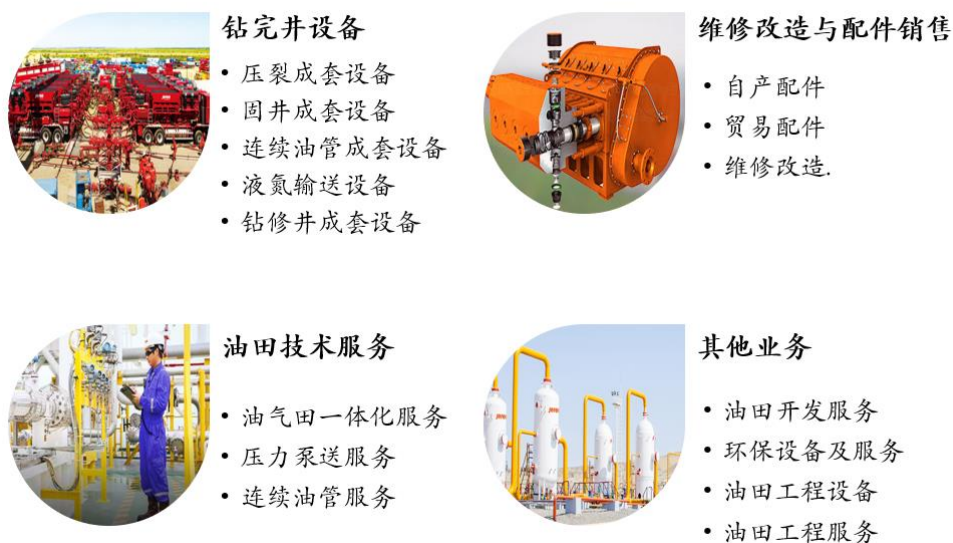 钻完井设备
• 压裂成套设备
• 固井成套设备
• 连续油管成套设备
• 液氮输送设备
• 钻修井成套设备
维修改造与配件销售
• 自产配件
• 贸易配件
• 维修改造.
油田技术服务
• 油气田一体化服务
• 压力泵送服务
• 连续油管服务
其他业务
• 油田开发服务
• 环保设备及服务
• 油田工程设备
• 油田工程服务